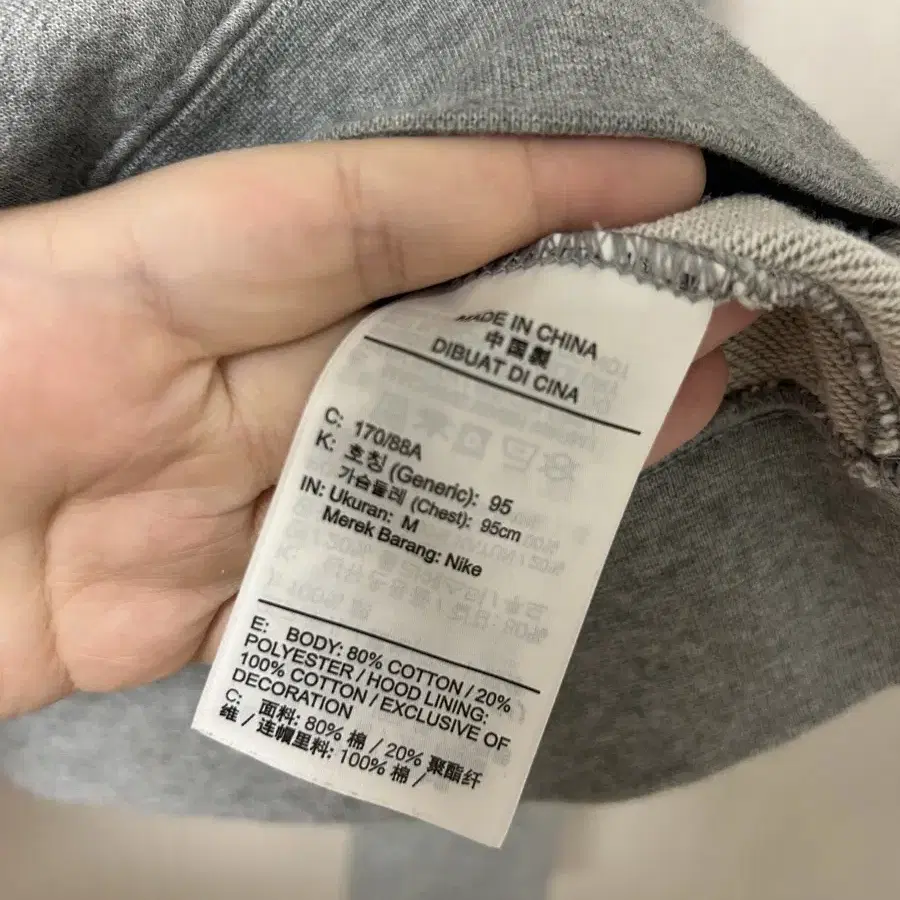 MADE IN CHINA
中国製
DIBUAT DI CINA
C: 170/88A
K: 호칭 (Generic): 95
가슴둘레 (Chest): 95cm
IN: Ukuran: M
Merek Barang: Nike
E: BODY: 80% COTTON / 20%
POLYESTER / HOOD LINING:
100% COTTON / EXCLUSIVE OF
DECORATION
C: 面料: 80% 棉 / 20% 聚酯纤
维 / 连帽里料: 100% 棉 /